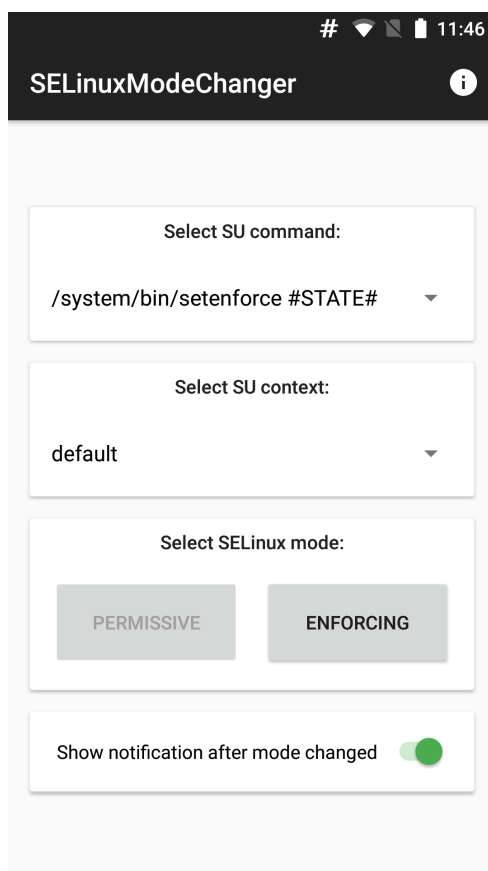 # 11:46
SELinuxModeChanger
Select SU command:
/system/bin/setenforce #STATE#
Select SU context:
default
Select SELinux mode:
PERMISSIVE ENFORCING
Show notification after mode changed